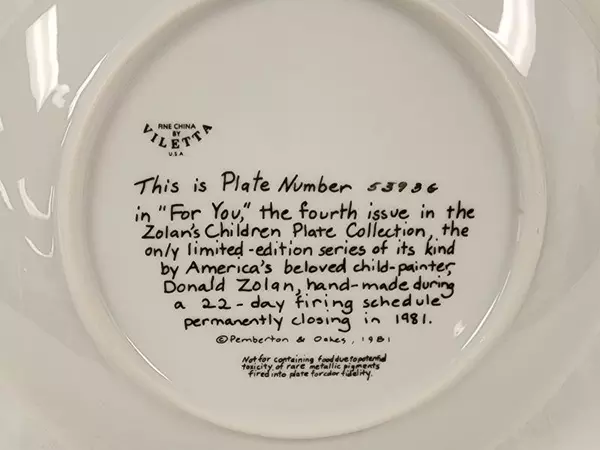 FINE CHINA
BY
VILETTA
U.S.A.
This is Plate Number 53936
in "For You," the fourth issue in the
Zolan's Children Plate Collection, the
only limited-edition series of its kind
by America's beloved child-painter,
Donald Zolan, hand-made during
a 22-day firing schedule
permanently closing in 1981.
©Pemberton & Oakes, 1981
Not for containing food due to potential
toxicity of rare metallic pigments
fired into plate for color fidelity.